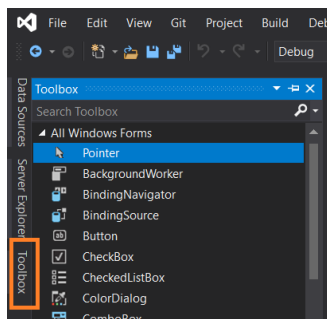 File Edit View Git Project Build
Debug
Data Sources
Server Explorer
Toolbox
Toolbox
Search Toolbox
All Windows Forms
Pointer
BackgroundWorker
BindingNavigator
BindingSource
Button
CheckBox
CheckedListBox
ColorDialog
ComboBox